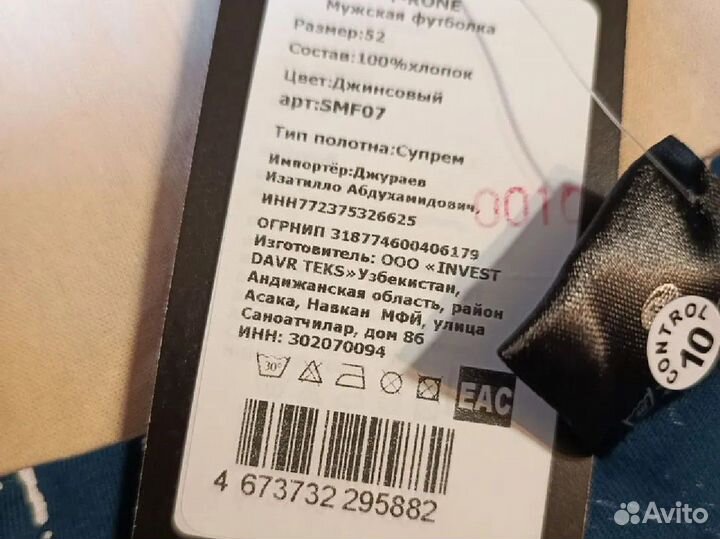 Мужская футболка
Размер:52
Состав:100%хлопок
Цвет:Джинсовый
арт:SMF07
Тип полотна:Супрем
Импортёр:Джураев
Изатилло Абдухамидович,
ИНН772375326625
ОГРНИП 318774600406179
Изготовитель: ООО «INVEST
DAVR TEKS»Узбекистан,
Андижанская область, район
Асака, Навкан МФЙ, улица
Саноатчилар, дом 86
ИНН: 302070094
30°
EAC
4 673732 295882
0010
CONTROL
10
Avito